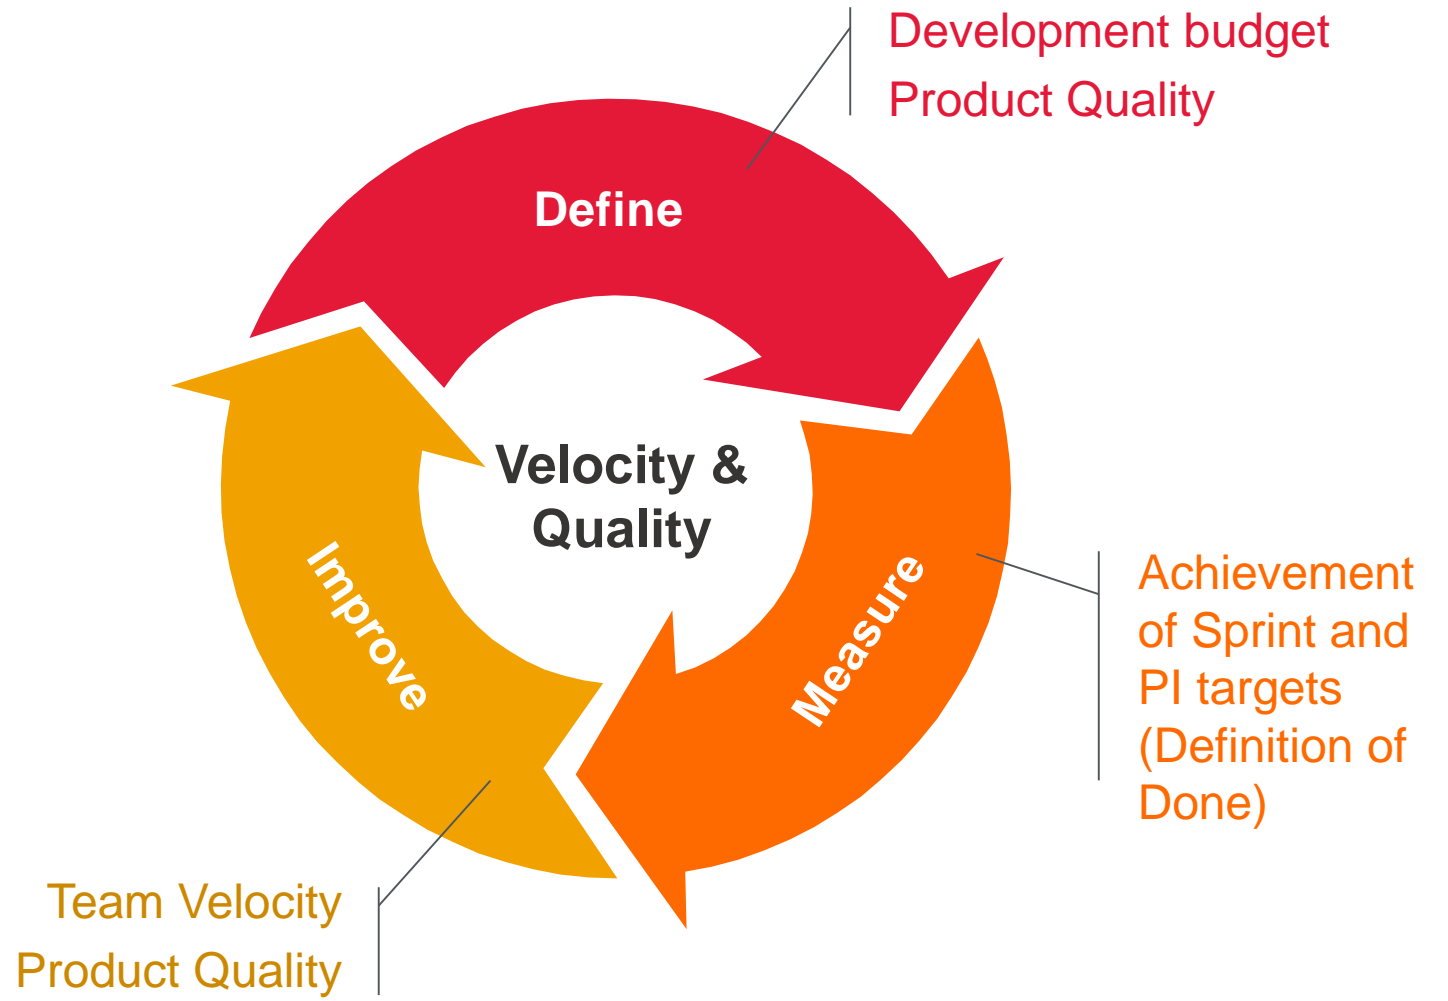 Development budget
Product Quality
Define
Velocity &
Quality
Improve
Measure
Achievement
of Sprint and
PI targets
(Definition of
Done)
Team Velocity
Product Quality